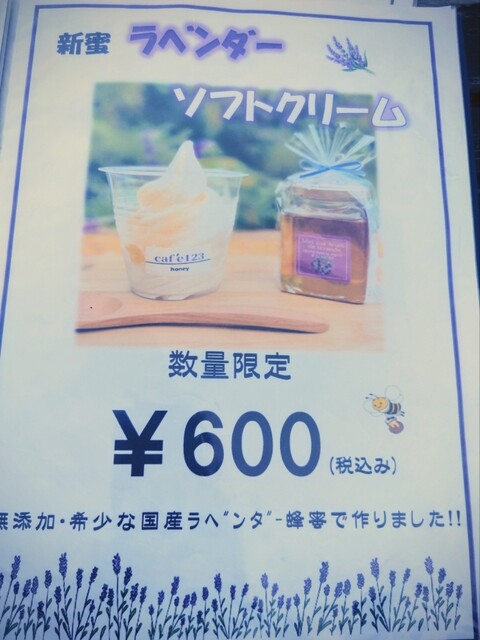 新蜜 ラベンダー
ソフトクリーム
café123
honey
数量限定
¥600 (税込み)
無添加・希少な国産ラベンダー蜂蜜で作りました!!